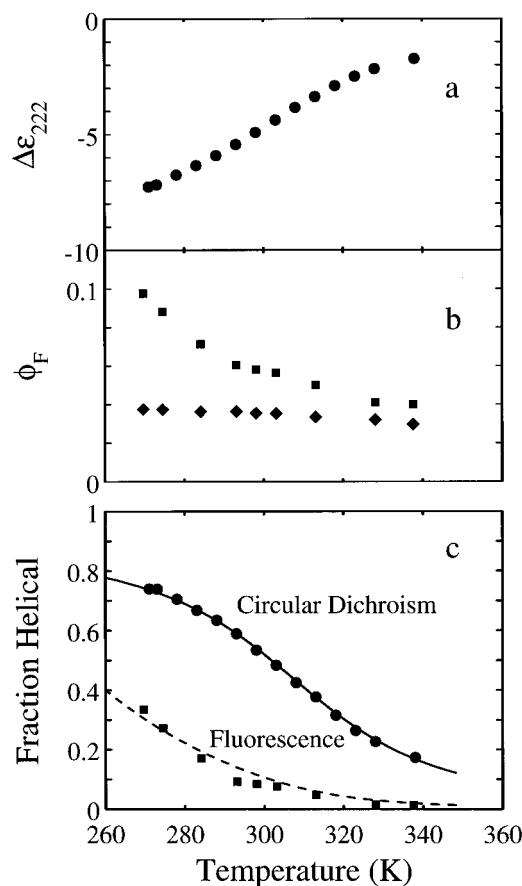 0
-5
-10
Δε222
a
0.1
0
ϕF
b
1
0.8
0.6
0.4
0.2
0
Fraction Helical
c
Circular Dichroism
Fluorescence
260 280 300 320 340 360
Temperature (K)